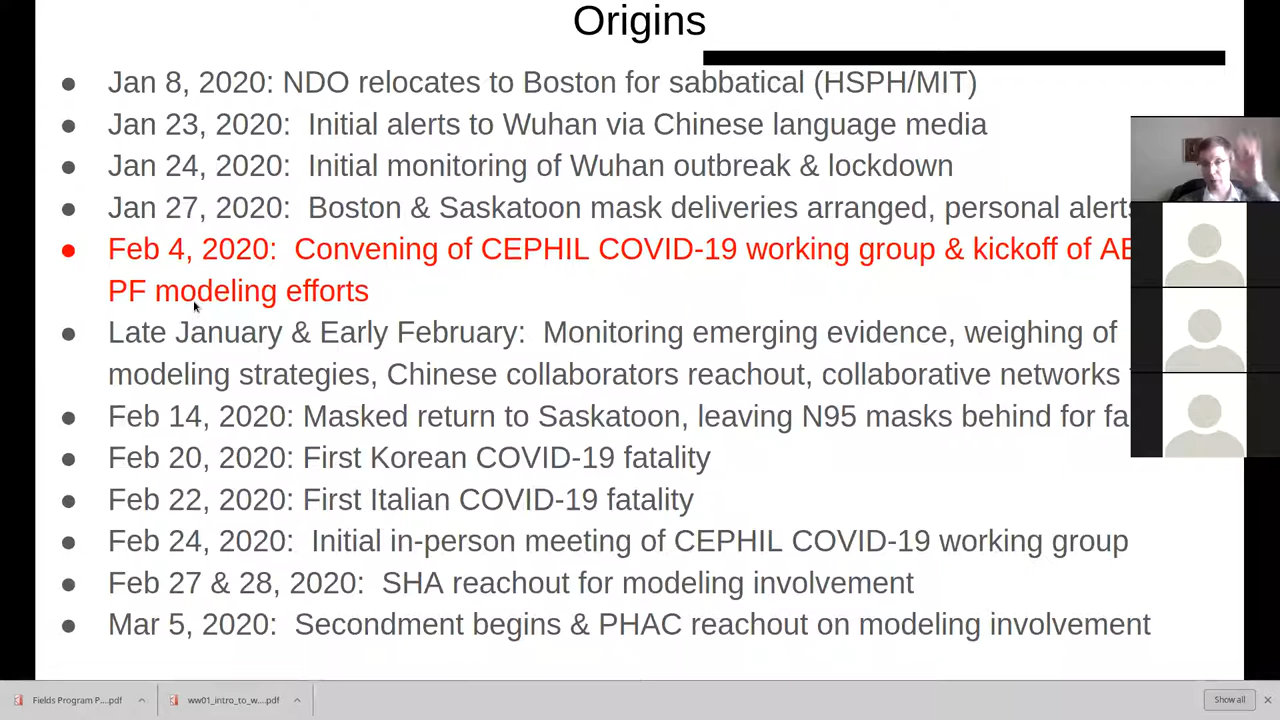 Origins
● Jan 8, 2020: NDO relocates to Boston for sabbatical (HSPH/MIT)
● Jan 23, 2020: Initial alerts to Wuhan via Chinese language media
● Jan 24, 2020: Initial monitoring of Wuhan outbreak & lockdown
● Jan 27, 2020: Boston & Saskatoon mask deliveries arranged, personal alerts
● Feb 4, 2020: Convening of CEPHIL COVID-19 working group & kickoff of
PF modeling efforts
● Late January & Early February: Monitoring emerging evidence, weighing of
modeling strategies, Chinese collaborators reachout, collaborative networks
● Feb 14, 2020: Masked return to Saskatoon, leaving N95 masks behind for
● Feb 20, 2020: First Korean COVID-19 fatality
● Feb 22, 2020: First Italian COVID-19 fatality
● Feb 24, 2020: Initial in-person meeting of CEPHIL COVID-19 working group
● Feb 27 & 28, 2020: SHA reachout for modeling involvement
● Mar 5, 2020: Secondment begins & PHAC reachout on modeling involvement
Fields Program P....pdf
ww01_intro_to_w....pdf
Show all